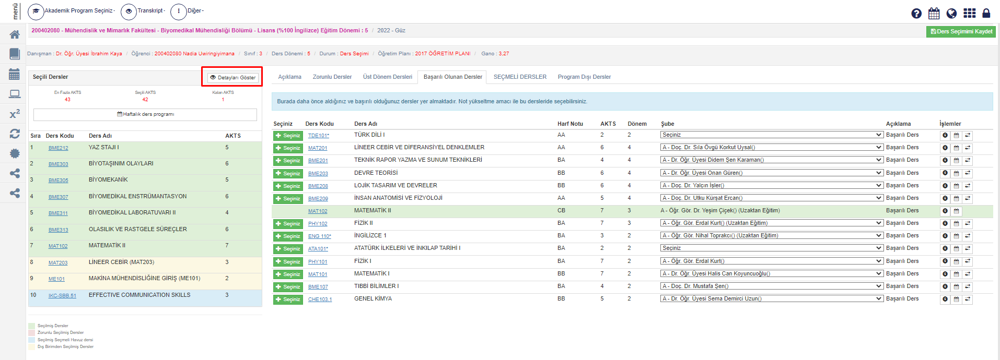 menü
Akademik Program Seçiniz - Transkript - Diğer -
200402080 - Mühendislik ve Mimarlık Fakültesi - Biyomedikal Mühendisliği Bölümü - Lisans (%100 İngilizce) Eğitim Dönemi : 5 / 2022 - Güz
Ders Seçimimi Kaydet
Danışman : Dr. Öğr. Üyesi İbrahim Kaya / Öğrenci : 200402080 Nadia Uwiringiyimana / Sınıf : 3 / Ders Dönemi : 5 / Durum : Ders Seçimi / Öğretim Planı : 2017 ÖĞRETİM PLANI / Gano : 3,27
Seçili Dersler
Detayları Göster
En Fazla AKTS Seçili AKTS Kalan AKTS
43 42 1
Haftalık ders programı
Sıra Ders Kodu Ders Adı AKTS
1 BME212 YAZ STAJI I 5
2 BME303 BİYOTAŞINIM OLAYLARI 6
3 BME305 BİYOMEKANİK 5
4 BME307 BİYOMEDİKAL ENSTRÜMANTASYON 6
5 BME311 BİYOMEDİKAL LABORATUVARI II 4
6 BME313 OLASILIK VE RASTGELE SÜREÇLER 6
7 MAT102 MATEMATİK II 7
8 MAT203 LİNEER CEBİR (MAT203) 3
9 ME101 MAKİNA MÜHENDİSLİĞİNE GİRİŞ (ME101) 2
10 IKC-SBB.51 EFFECTIVE COMMUNICATION SKILLS 3
Seçilmiş Dersler
Zorunlu Seçilmiş Dersler
Seçilmiş Seçmeli Havuz dersi
Dış Birimden Seçilmiş Dersler
Açıklama Zorunlu Dersler Üst Dönem Dersleri Başarılı Olunan Dersler SEÇMELİ DERSLER Program Dışı Dersler
Burada daha önce aldığınız ve başarılı olduğunuz dersler yer almaktadır. Not yükseltme amacı ile bu dersleride seçebilirsiniz.
Seçiniz Ders Kodu Ders Adı Harf Notu AKTS Dönem Şube Açıklama İşlemler
Seçiniz TDE101* TÜRK DİLİ I AA 2 2 Seçiniz Başarılı Ders
Seçiniz MAT201 LİNEER CEBİR VE DİFERANSİYEL DENKLEMLER AA 6 4 A - Doç. Dr. Sıla Övgü Korkut Uysal() Başarılı Ders
Seçiniz BME201 TEKNİK RAPOR YAZMA VE SUNUM TEKNİKLERİ BA 4 4 A - Dr. Öğr. Üyesi Didem Şen Karaman() Başarılı Ders
Seçiniz BME203 DEVRE TEORİSİ BB 6 4 A - Dr. Öğr. Üyesi Onan Güren() Başarılı Ders
Seçiniz BME208 LOJİK TASARIM VE DEVRELER BB 6 4 A - Doç. Dr. Yalçın İşler() Başarılı Ders
Seçiniz BME209 İNSAN ANATOMİSİ VE FİZYOLOJİ AA 5 4 A - Doç. Dr. Utku Kürşat Ercan() Başarılı Ders
MAT102 MATEMATİK II CB 7 3 A - Öğr. Gör. Dr. Yeşim Çiçek() (Uzaktan Eğitim) Başarılı Ders
Seçiniz PHY102 FİZİK II BA 7 3 A - Öğr. Gör. Erdal Kurt() (Uzaktan Eğitim) Başarılı Ders
Seçiniz ENG 110* İNGİLİZCE 1 BA 3 2 A - Öğr. Gör. Nihal Toprakcı() (Uzaktan Eğitim) Başarılı Ders
Seçiniz ATA101* ATATÜRK İLKELERİ VE İNKILAP TARİHİ I BA 2 2 Seçiniz Başarılı Ders
Seçiniz PHY101 FİZİK I BA 7 2 A - Öğr. Gör. Erdal Kurt() Başarılı Ders
Seçiniz MAT101 MATEMATİK I BB 7 2 A - Dr. Öğr. Üyesi Halis Can Koyuncuoğlu() Başarılı Ders
Seçiniz BME107 TIBBİ BİLİMLER I BA 4 2 A - Doç. Dr. Mustafa Şen() Başarılı Ders
Seçiniz CHE103.1 GENEL KİMYA BB 5 2 A - Dr. Öğr. Üyesi Sema Demirci Uzun() Başarılı Ders